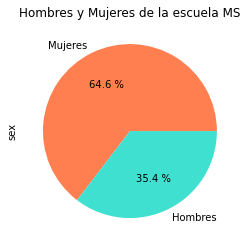 Hombres y Mujeres de la escuela MS
Mujeres
64.6 %
sex
35.4 %
Hombres